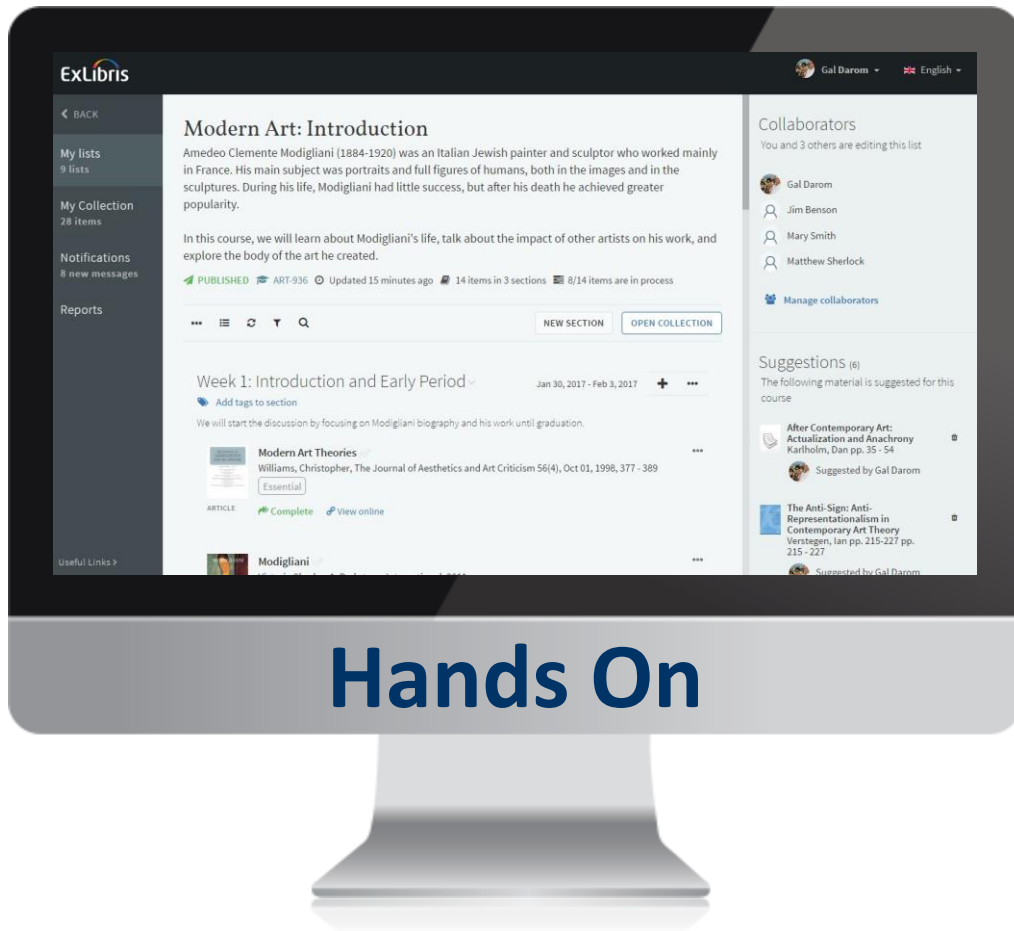 ExLibris
Gal Darom
English
BACK
My lists
9 lists
My Collection
28 items
Notifications
8 new messages
Reports
Useful Links
Modern Art: Introduction
Amedeo Clemente Modigliani (1884-1920) was an Italian Jewish painter and sculptor who worked mainly
in France. His main subject was portraits and full figures of humans, both in the images and in the
sculptures. During his life, Modigliani had little success, but after his death he achieved greater
popularity.
In this course, we will learn about Modigliani's life, talk about the impact of other artists on his work, and
explore the body of the art he created.
PUBLISHED ART-936 Updated 15 minutes ago 14 items in 3 sections 8/14 items are in process
NEW SECTION OPEN COLLECTION
Week 1: Introduction and Early Period
Jan 30, 2017 - Feb 3, 2017
Add tags to section
We will start the discussion by focusing on Modigliani biography and his work until graduation.
Modern Art Theories
Williams, Christopher, The Journal of Aesthetics and Art Criticism 56(4), Oct 01, 1998, 377 - 389
Essential
ARTICLE
Complete View online
Modigliani
Collaborators
You and 3 others are editing this list
Gal Darom
Jim Benson
Mary Smith
Matthew Sherlock
Manage collaborators
Suggestions (6)
The following material is suggested for this
course
After Contemporary Art:
Actualization and Anachrony
Karlholm, Dan pp. 35 - 54
Suggested by Gal Darom
The Anti-Sign: Anti-
Representationalism in
Contemporary Art Theory
Verstegen, Ian pp. 215-227 pp.
215 - 227
Suggested by Gal Darom
Hands On